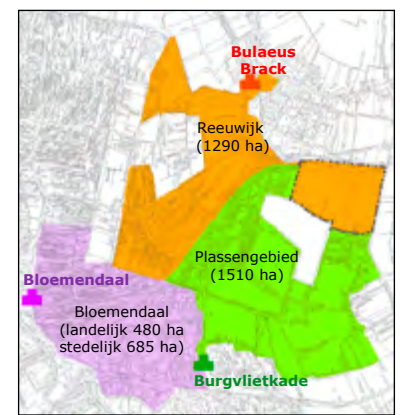 Bulaeus
Brack
Reeuwijk
(1290 ha)
Plassengebied
(1510 ha)
Bloemendaal
Bloemendaal
(landelijk 480 ha
stedelijk 685 ha)
Burgvlietkade